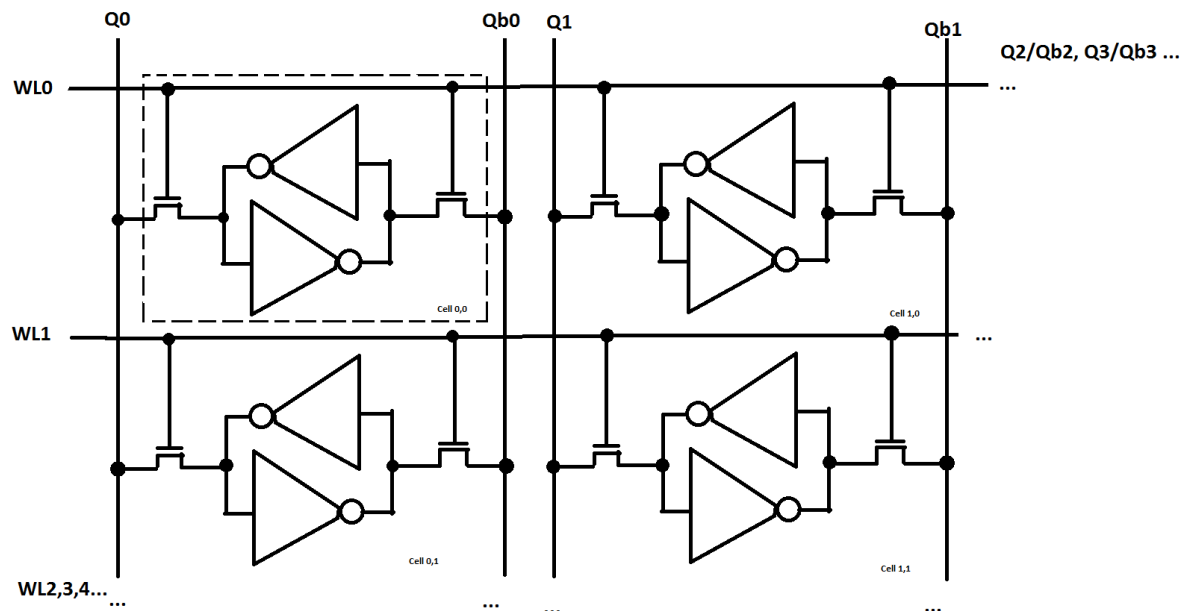 Q0
Qb0
Q1
Qb1
Q2/Qb2, Q3/Qb3 ...
WL0
...
Cell 0,0
Cell 1,0
WL1
...
Cell 0,1
Cell 1,1
WL2,3,4...
...
...
...
...